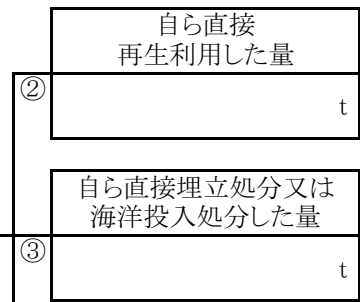 自ら直接
再生利用した量
②
t
自ら直接埋立処分又は
海洋投入処分した量
③
t